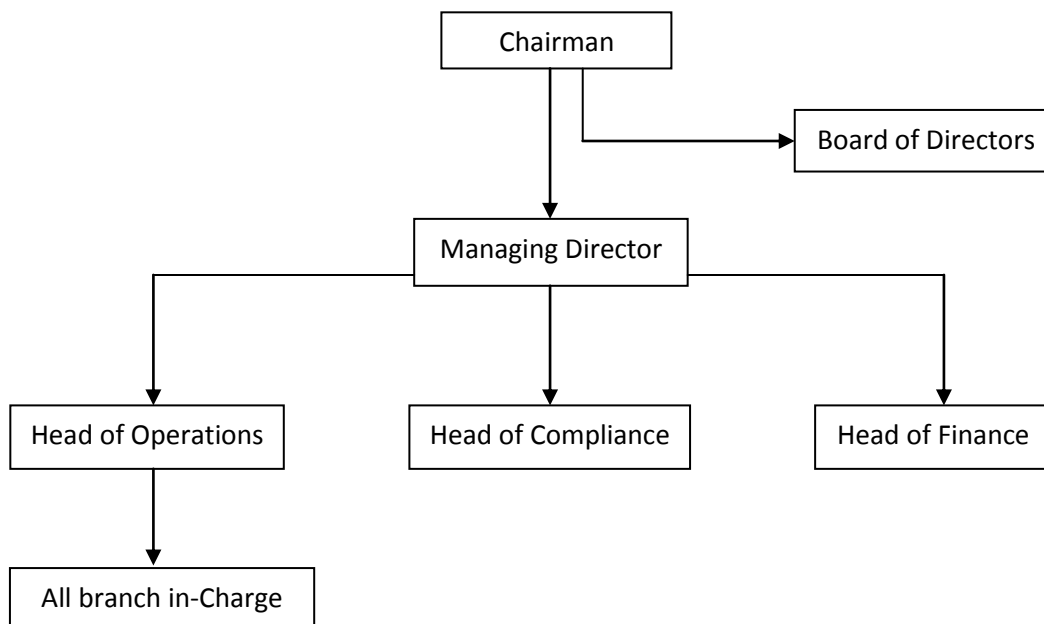 Chairman
Board of Directors
Managing Director
Head of Operations
Head of Compliance
Head of Finance
All branch in-Charge